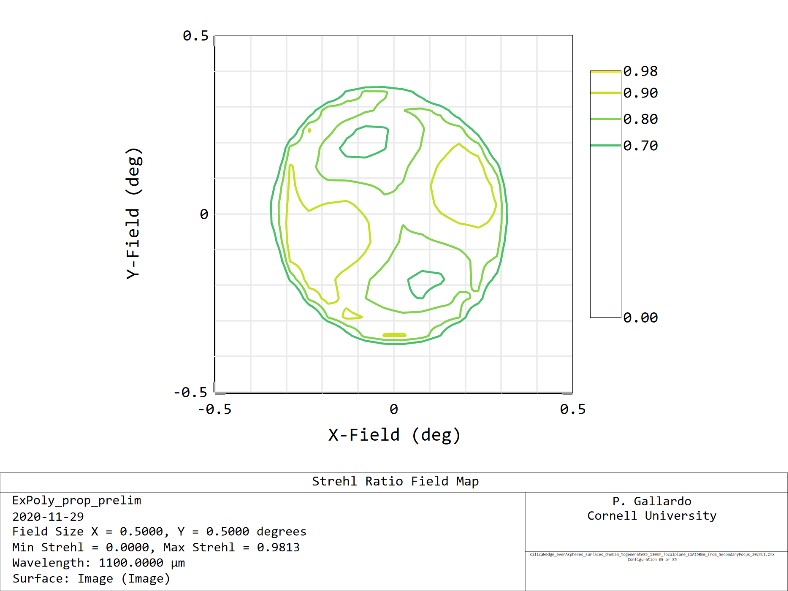 0.5
0
-0.5
-0.5
0
0.5
Y-Field (deg)
X-Field (deg)
0.98
0.90
0.80
0.70
0.00
Strehl Ratio Field Map
ExPoly_prop_prelim
2020-11-29
Field Size X = 0.5000, Y = 0.5000 degrees
Min Strehl = 0.0000, Max Strehl = 0.9813
Wavelength: 1100.0000 µm
Surface: Image (Image)
P. Gallardo
Cornell University